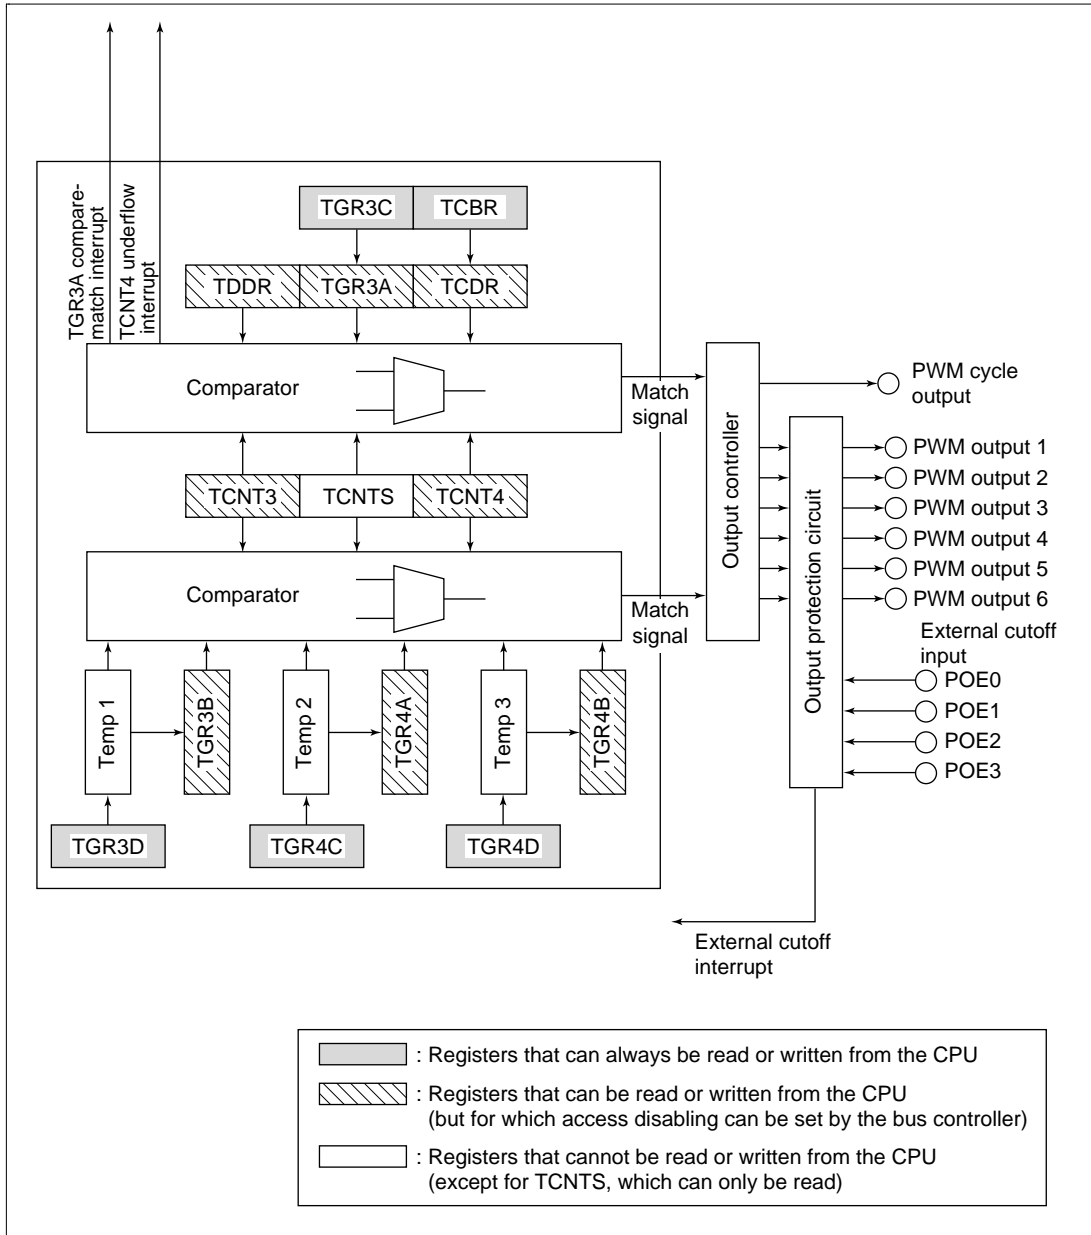 TGR3A compare-
match interrupt
TCNT4 underflow
interrupt
TGR3C
TCBR
TDDR
TGR3A
TCDR
Comparator
Match
signal
PWM cycle
output
Output controller
Output protection circuit
PWM output 1
PWM output 2
PWM output 3
PWM output 4
PWM output 5
PWM output 6
TCNT3
TCNTS
TCNT4
Comparator
Match
signal
External cutoff
input
POE0
POE1
POE2
POE3
Temp 1
TGR3B
Temp 2
TGR4A
Temp 3
TGR4B
TGR3D
TGR4C
TGR4D
External cutoff
interrupt
: Registers that can always be read or written from the CPU
: Registers that can be read or written from the CPU
(but for which access disabling can be set by the bus controller)
: Registers that cannot be read or written from the CPU
(except for TCNTS, which can only be read)